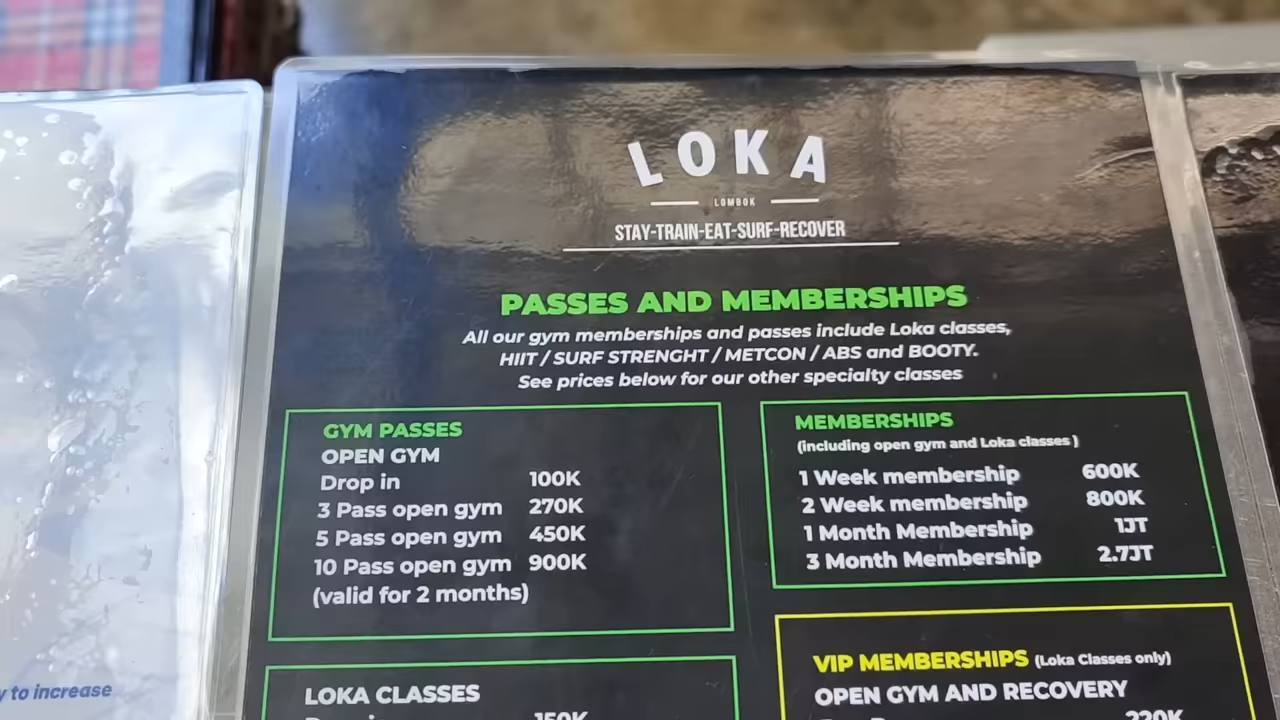 LOKA
LOMBOK
STAY-TRAIN-EAT-SURF-RECOVER
PASSES AND MEMBERSHIPS
All our gym memberships and passes include Loka classes,
HIIT / SURF STRENGHT / METCON / ABS and BOOTY.
See prices below for our other specialty classes
GYM PASSES
OPEN GYM
Drop in 100K
3 Pass open gym 270K
5 Pass open gym 450K
10 Pass open gym 900K
(valid for 2 months)
LOKA CLASSES
150K
MEMBERSHIPS
(including open gym and Loka classes )
1 Week membership 600K
2 Week membership 800K
1 Month Membership 1JT
3 Month Membership 2.7JT
VIP MEMBERSHIPS (Loka Classes only)
OPEN GYM AND RECOVERY
220K
to increase